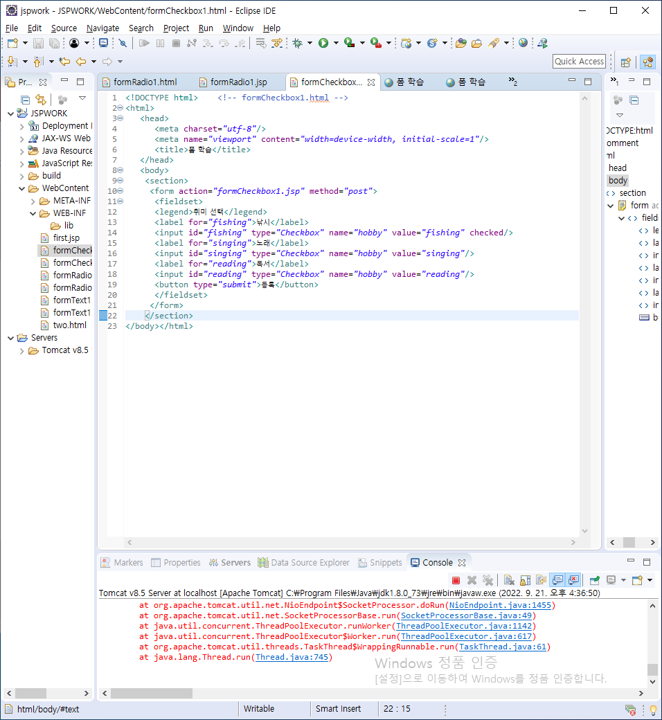 jspwork - JSPWORK/WebContent/formCheckbox1.html - Eclipse IDE
File Edit Source Navigate Search Project Run Window Help
Quick Access
Pr...
formRadio1.html formRadio1.jsp formCheckbox... 폼 학습 폼 학습 »2
»1
JSPWORK
Deployment I
JAX-WS Web
Java Resource
JavaScript Res
build
WebContent
META-INF
WEB-INF
lib
first.jsp
formCheck
formCheck
formRadio
formRadio
formText1
formText1
two.html
Servers
Tomcat v8.5
1 <!DOCTYPE html> <!-- formCheckbox1.html -->
2 <html>
3 <head>
4 <meta charset="utf-8"/>
5 <meta name="viewport" content="width=device-width, initial-scale=1"/>
6 <title>폼 학습</title>
7 </head>
8 <body>
9 <section>
10 <form action="formCheckbox1.jsp" method="post">
11 <fieldset>
12 <legend>취미 선택</legend>
13 <label for="fishing">낚시</label>
14 <input id="fishing" type="Checkbox" name="hobby" value="fishing" checked/>
15 <label for="singing">노래</label>
16 <input id="singing" type="Checkbox" name="hobby" value="singing"/>
17 <label for="reading">독서</label>
18 <input id="reading" type="Checkbox" name="hobby" value="reading"/>
19 <button type="submit">등록</button>
20 </fieldset>
21 </form>
22 </section>
23 </body></html>
OCTYPE:html
omment
ml
head
body
section
form ac
field
le
la
in
la
in
la
in
b
Markers Properties Servers Data Source Explorer Snippets Console
Tomcat v8.5 Server at localhost [Apache Tomcat] C:₩Program Files₩Java₩jdk1.8.0_73₩jre₩bin₩javaw.exe (2022. 9. 21. 오후 4:36:50)
at org.apache.tomcat.util.net.NioEndpoint$SocketProcessor.doRun(NioEndpoint.java:1455)
at org.apache.tomcat.util.net.SocketProcessorBase.run(SocketProcessorBase.java:49)
at java.util.concurrent.ThreadPoolExecutor.runWorker(ThreadPoolExecutor.java:1142)
at java.util.concurrent.ThreadPoolExecutor$Worker.run(ThreadPoolExecutor.java:617)
at org.apache.tomcat.util.threads.TaskThread$WrappingRunnable.run(TaskThread.java:61)
at java.lang.Thread.run(Thread.java:745)
Windows 정품 인증
[설정]으로 이동하여 Windows를 정품 인증합니다.
html/body/#text Writable Smart Insert 22 : 15